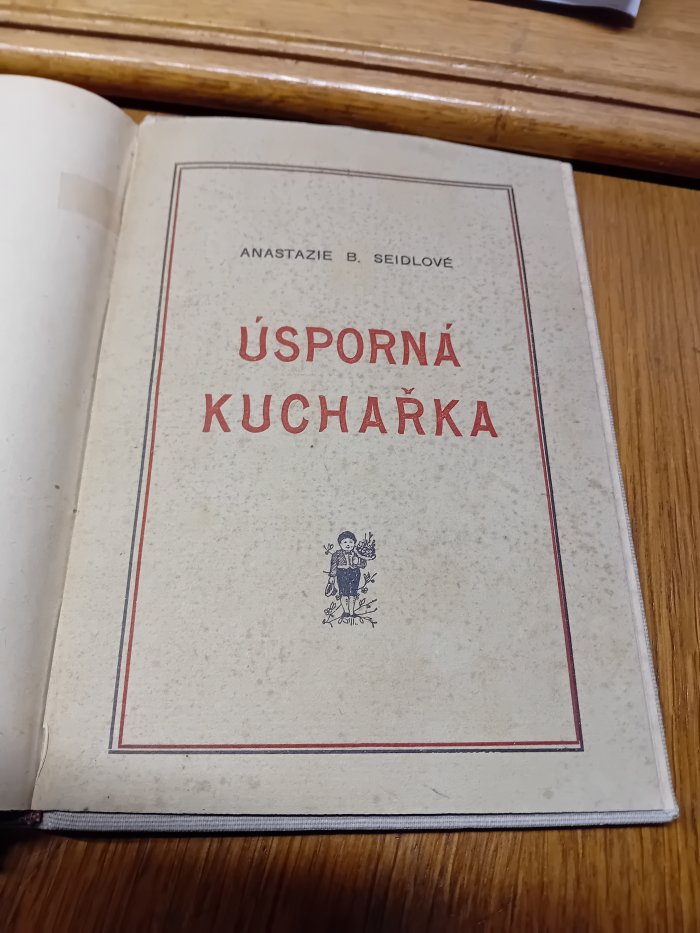 ANASTAZIE B. SEIDLOVÉ
ÚSPORNÁ
KUCHAŘKA